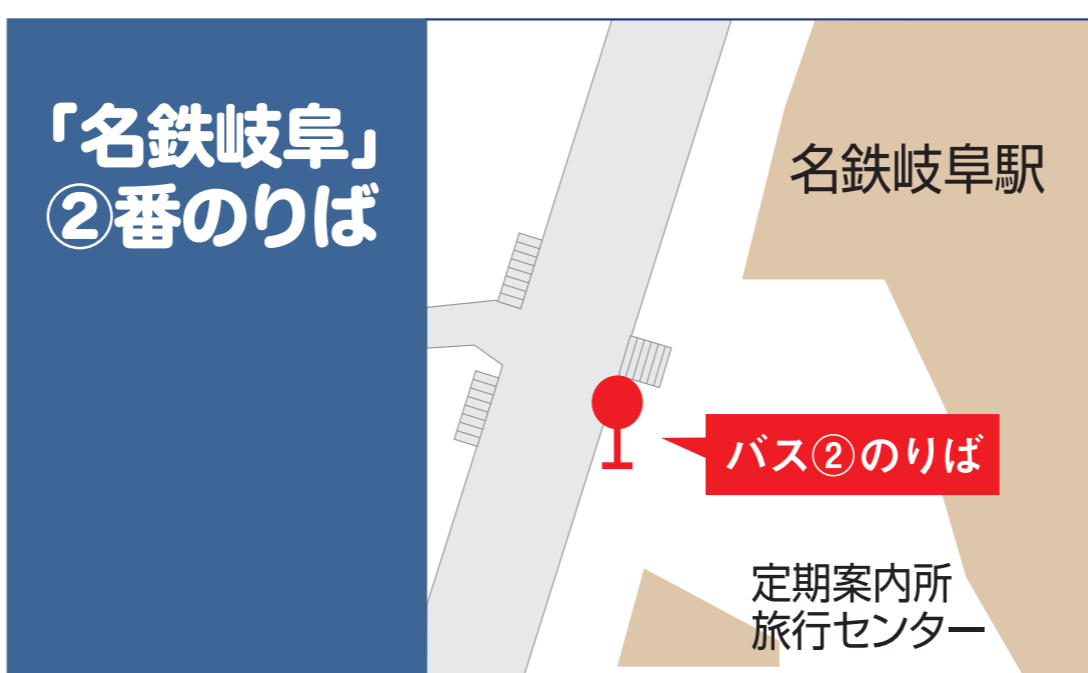 「名鉄岐阜」
②番のりば
名鉄岐阜駅
バス②のりば
定期案内所
旅行センター